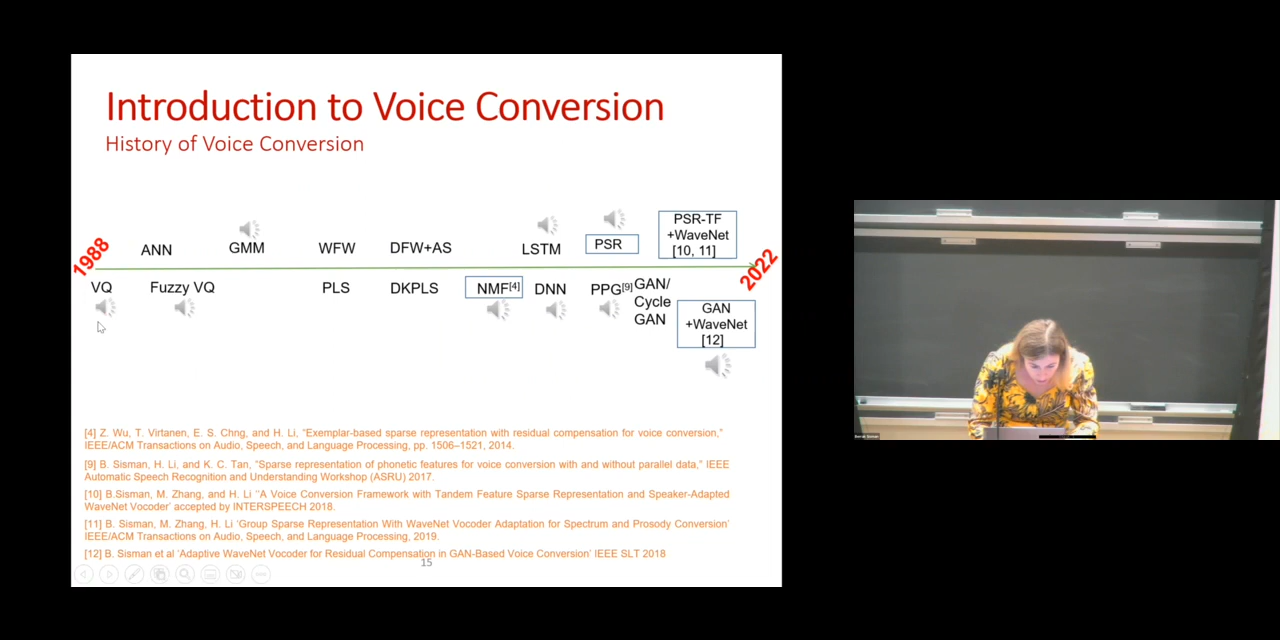 Introduction to Voice Conversion
History of Voice Conversion
1988
ANN
GMM
WFW
DFW+AS
LSTM
PSR
PSR-TF
+WaveNet
[10, 11]
2022
VQ
Fuzzy VQ
PLS
DKPLS
NMF[4]
DNN
PPG[9]
GAN/
Cycle
GAN
GAN
+WaveNet
[12]
[4] Z. Wu, T. Virtanen, E. S. Chng, and H. Li, "Exemplar-based sparse representation with residual compensation for voice conversion,"
IEEE/ACM Transactions on Audio, Speech, and Language Processing, pp. 1506–1521, 2014.
[9] B. Sisman, H. Li, and K. C. Tan, "Sparse representation of phonetic features for voice conversion with and without parallel data," IEEE
Automatic Speech Recognition and Understanding Workshop (ASRU) 2017.
[10] B.Sisman, M. Zhang, and H. Li "A Voice Conversion Framework with Tandem Feature Sparse Representation and Speaker-Adapted
WaveNet Vocoder' accepted by INTERSPEECH 2018.
[11] B. Sisman, M. Zhang, H. Li 'Group Sparse Representation With WaveNet Vocoder Adaptation for Spectrum and Prosody Conversion'
IEEE/ACM Transactions on Audio, Speech, and Language Processing, 2019.
[12] B. Sisman et al 'Adaptive WaveNet Vocoder for Residual Compensation in GAN-Based Voice Conversion' IEEE SLT 2018
15